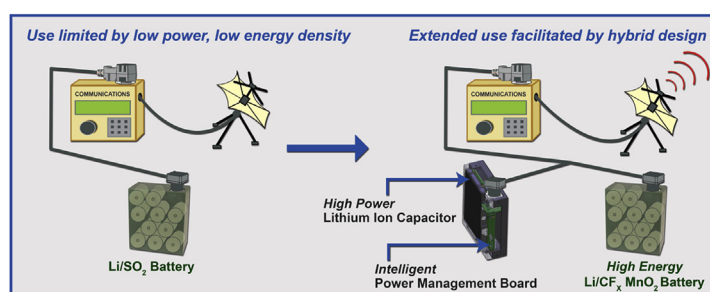 Use limited by low power, low energy density
Extended use facilitated by hybrid design
COMMUNICATIONS
COMMUNICATIONS
High Power
Lithium Ion Capacitor
Li/SO₂ Battery
Intelligent
Power Management Board
High Energy
Li/CFₓ MnO₂ Battery